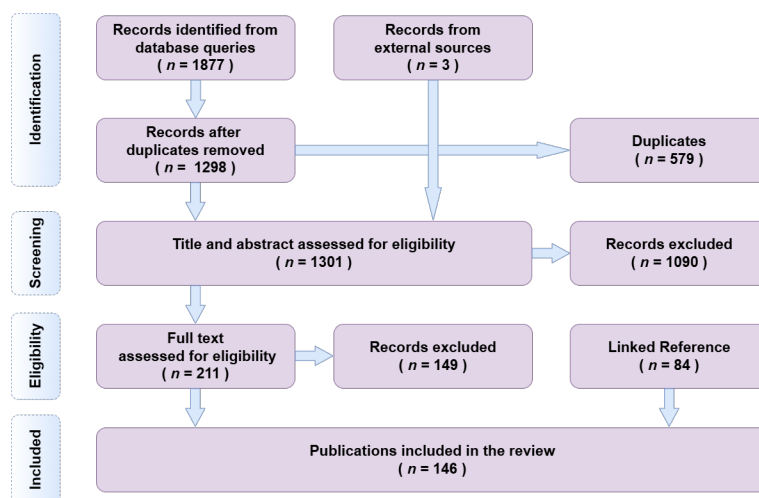 Identification
Records identified from
database queries
( n = 1877 )
Records from
external sources
( n = 3 )
Records after
duplicates removed
( n = 1298 )
Duplicates
( n = 579 )
Screening
Title and abstract assessed for eligibility
( n = 1301 )
Records excluded
( n = 1090 )
Eligibility
Full text
assessed for eligibility
( n = 211 )
Records excluded
( n = 149 )
Linked Reference
( n = 84 )
Included
Publications included in the review
( n = 146 )